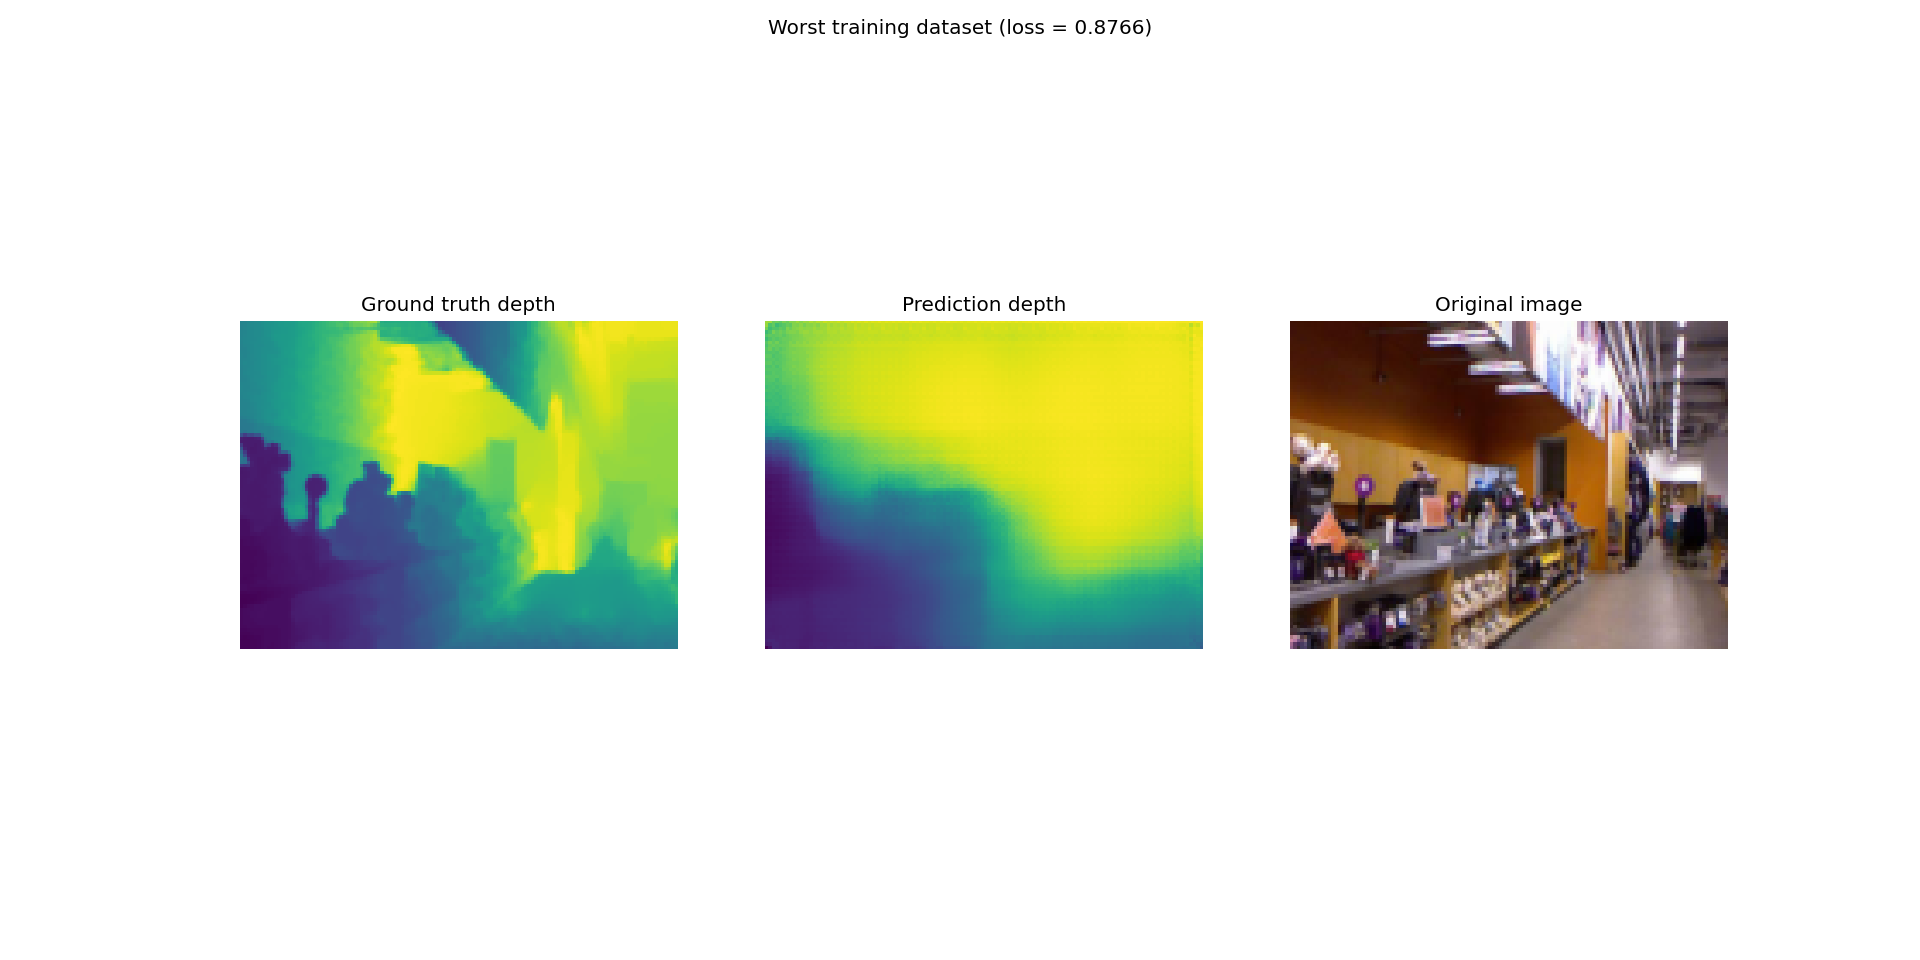 Worst training dataset (loss = 0.8766)
Ground truth depth
Prediction depth
Original image